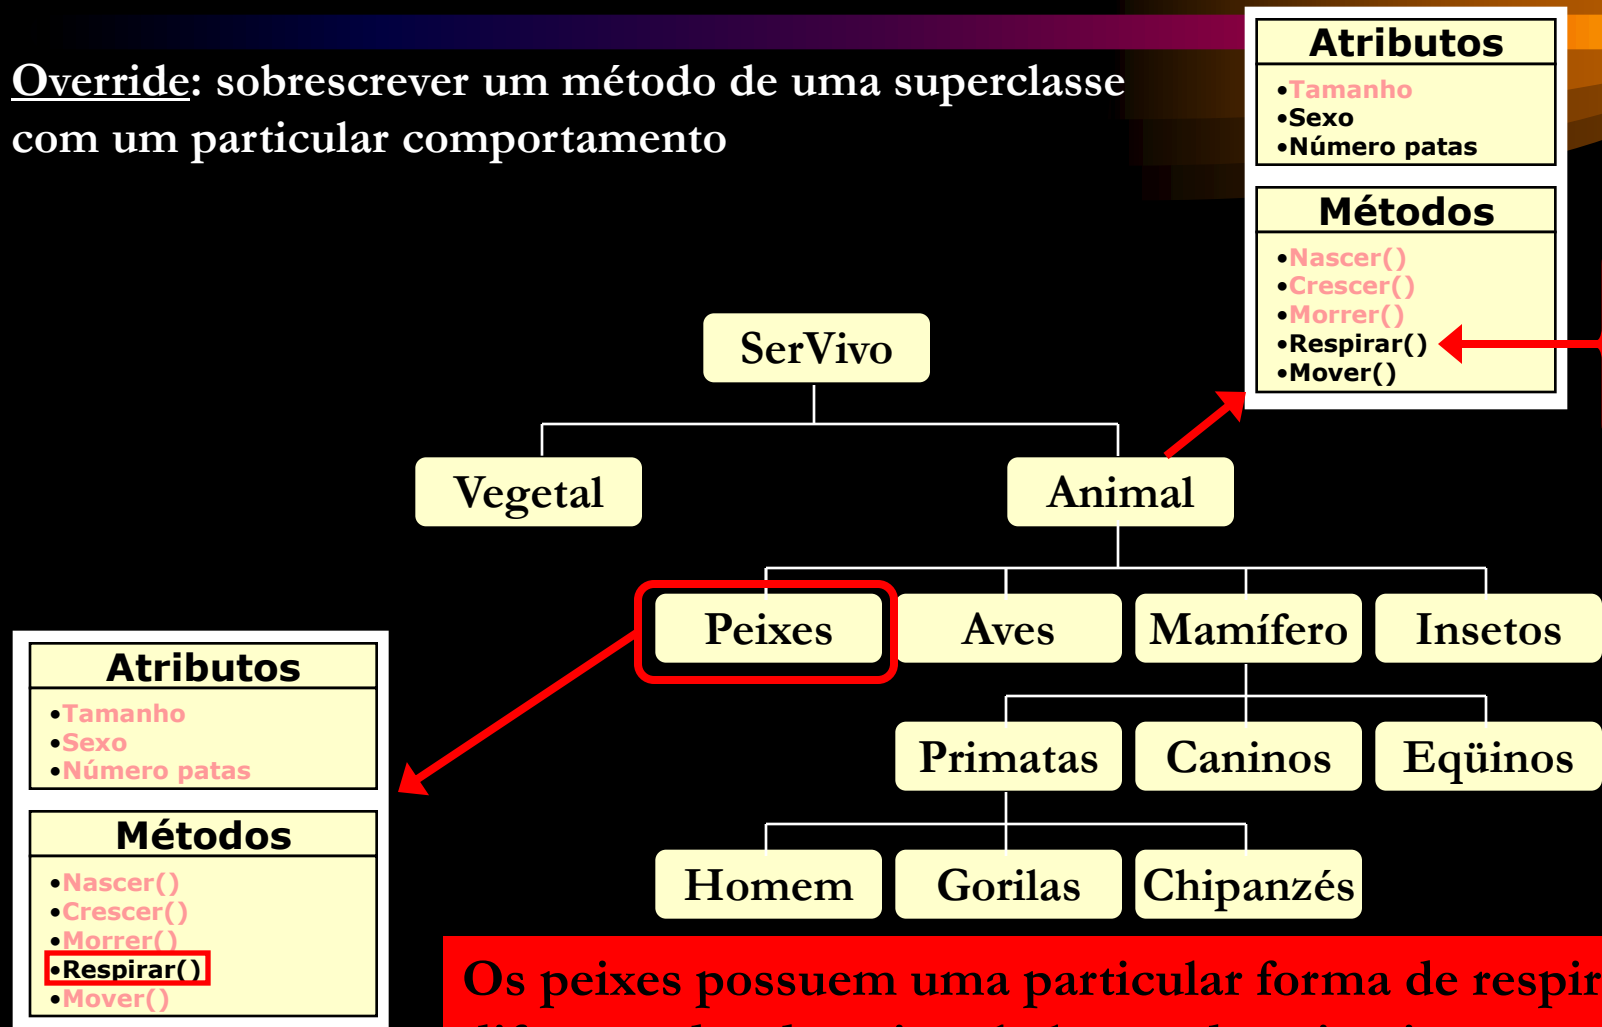 Override: sobrescrever um método de uma superclasse
com um particular comportamento
Atributos
•Tamanho
•Sexo
•Número patas
Métodos
•Nascer()
•Crescer()
•Morrer()
•Respirar()
•Mover()
SerVivo
Vegetal
Animal
Peixes
Aves
Mamífero
Insetos
Primatas
Caninos
Eqüinos
Homem
Gorilas
Chipanzés
Atributos
•Tamanho
•Sexo
•Número patas
Métodos
•Nascer()
•Crescer()
•Morrer()
•Respirar()
•Mover()
Os peixes possuem uma particular forma de respir